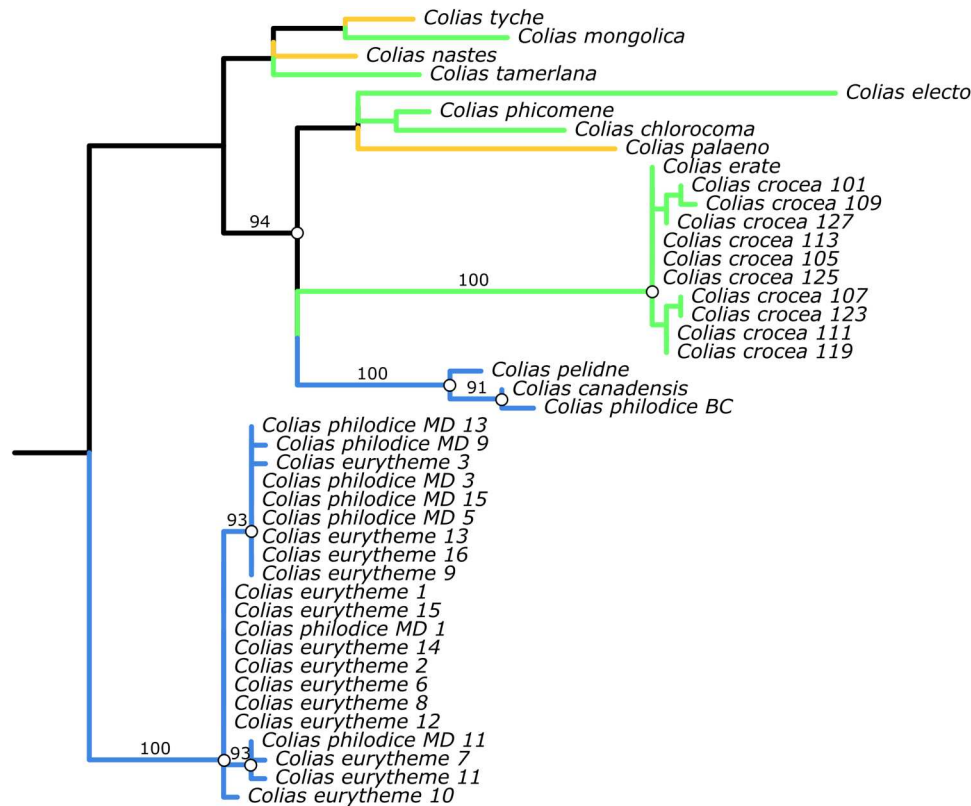 Colias tyche
Colias mongolica
Colias nastes
Colias tamerlana
Colias electo
Colias phicomene
Colias chlorocoma
Colias palaeno
Colias erate
Colias crocea 101
Colias crocea 109
94
Colias crocea 127
Colias crocea 113
Colias crocea 105
Colias crocea 125
100
Colias crocea 107
Colias crocea 123
Colias crocea 111
Colias crocea 119
Colias pelidne
100
91
Colias canadensis
Colias philodice BC
Colias philodice MD 13
Colias philodice MD 9
Colias eurytheme 3
Colias philodice MD 3
Colias philodice MD 15
Colias philodice MD 5
93
Colias eurytheme 13
Colias eurytheme 16
Colias eurytheme 9
Colias eurytheme 1
Colias eurytheme 15
Colias philodice MD 1
Colias eurytheme 14
Colias eurytheme 2
Colias eurytheme 6
Colias eurytheme 8
Colias eurytheme 12
Colias philodice MD 11
100
93
Colias eurytheme 7
Colias eurytheme 11
Colias eurytheme 10